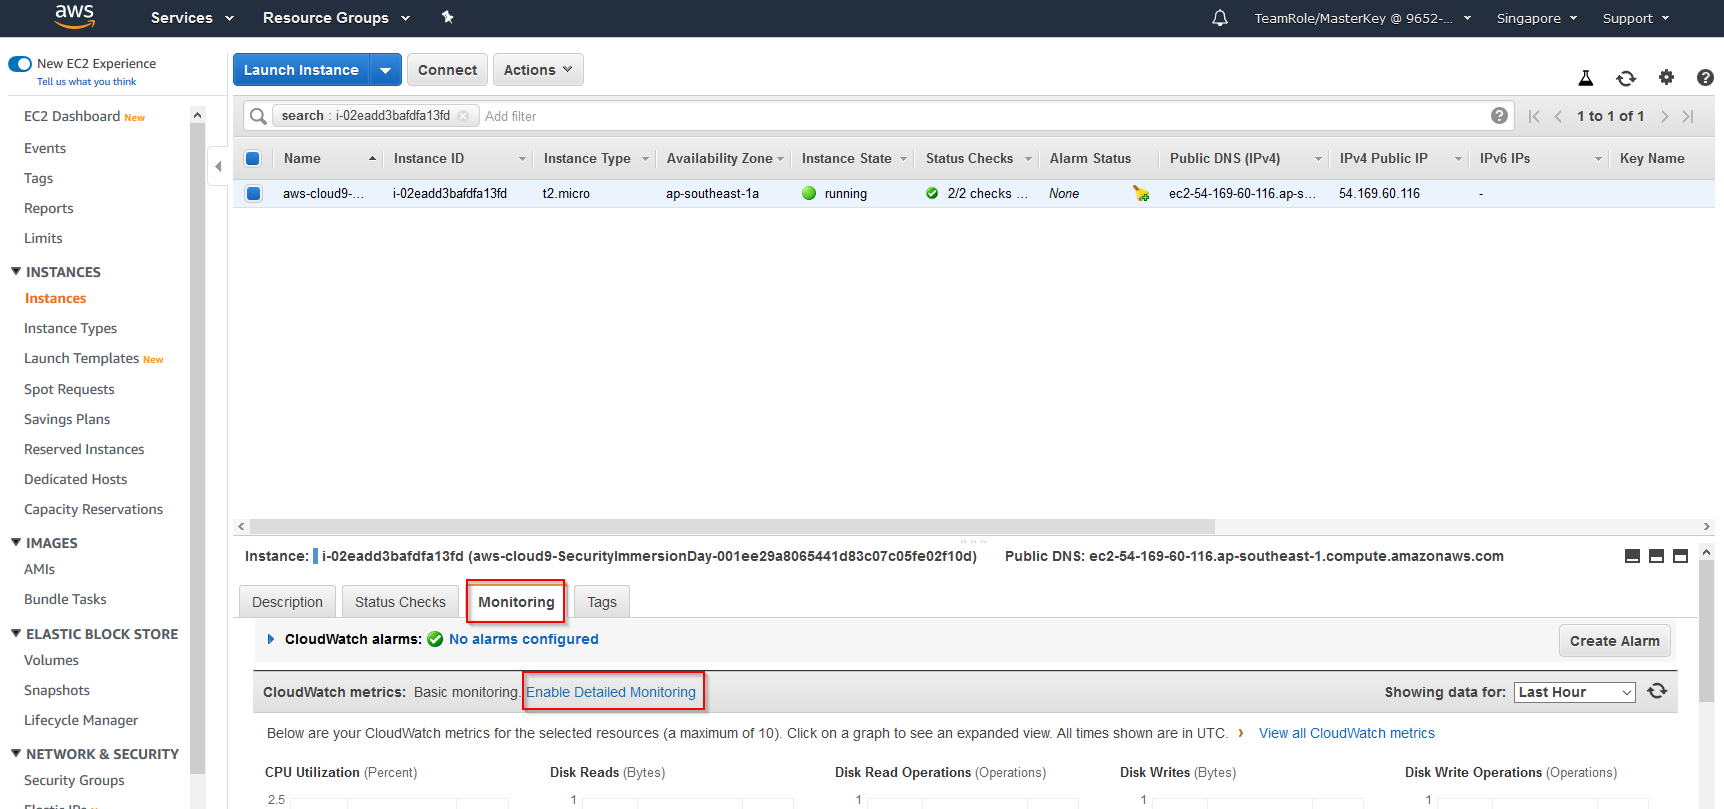 aws Services Resource Groups TeamRole/MasterKey @ 9652-... Singapore Support
New EC2 Experience
Tell us what you think
EC2 Dashboard New
Events
Tags
Reports
Limits
INSTANCES
Instances
Instance Types
Launch Templates New
Spot Requests
Savings Plans
Reserved Instances
Dedicated Hosts
Capacity Reservations
IMAGES
AMIs
Bundle Tasks
ELASTIC BLOCK STORE
Volumes
Snapshots
Lifecycle Manager
NETWORK & SECURITY
Security Groups
Launch Instance Connect Actions
search : i-02eadd3bafdfa13fd Add filter 1 to 1 of 1
Name Instance ID Instance Type Availability Zone Instance State Status Checks Alarm Status Public DNS (IPv4) IPv4 Public IP IPv6 IPs Key Name
aws-cloud9-... i-02eadd3bafdfa13fd t2.micro ap-southeast-1a running 2/2 checks ... None ec2-54-169-60-116.ap-s... 54.169.60.116 -
Instance: i-02eadd3bafdfa13fd (aws-cloud9-SecurityImmersionDay-001ee29a8065441d83c07c05fe02f10d) Public DNS: ec2-54-169-60-116.ap-southeast-1.compute.amazonaws.com
Description Status Checks Monitoring Tags
CloudWatch alarms: No alarms configured Create Alarm
CloudWatch metrics: Basic monitoring. Enable Detailed Monitoring Showing data for: Last Hour
Below are your CloudWatch metrics for the selected resources (a maximum of 10). Click on a graph to see an expanded view. All times shown are in UTC. View all CloudWatch metrics
CPU Utilization (Percent) Disk Reads (Bytes) Disk Read Operations (Operations) Disk Writes (Bytes) Disk Write Operations (Operations)
2.5 1 1 1 1